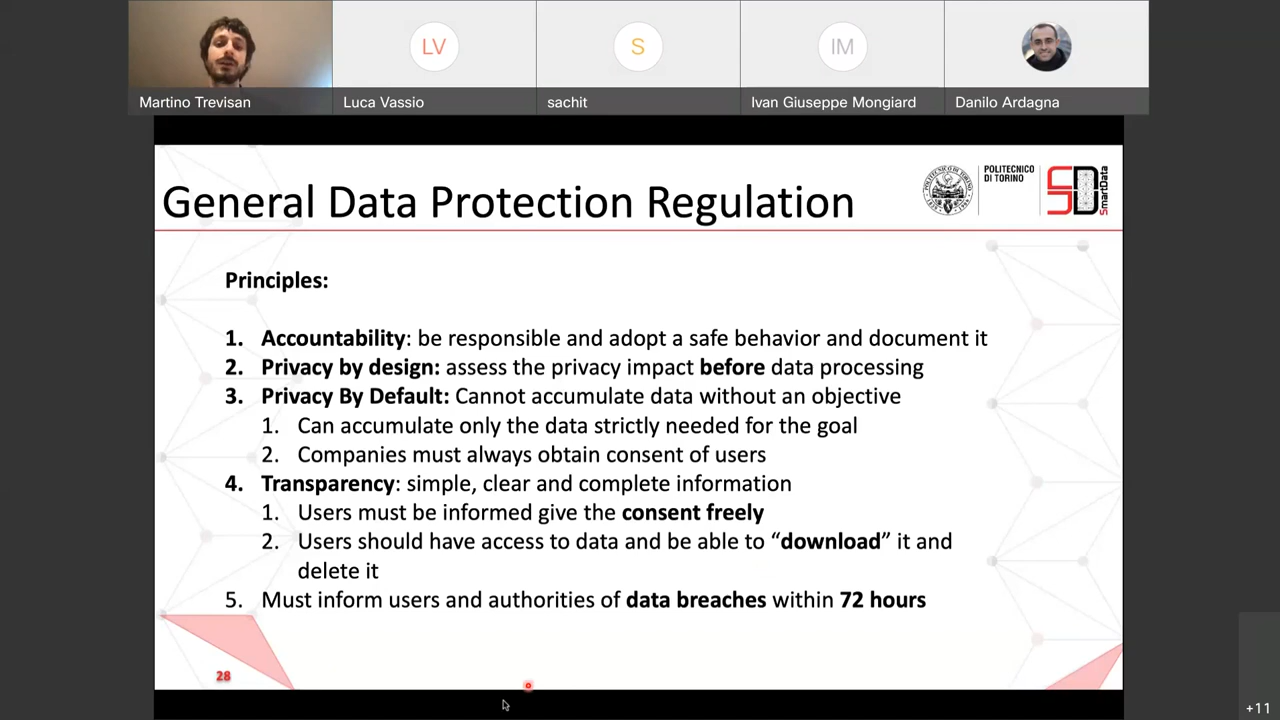 LV
S
IM
Martino Trevisan
Luca Vassio
sachit
Ivan Giuseppe Mongiard
Danilo Ardagna
General Data Protection Regulation
POLITECNICO
DI TORINO
SmartData
Principles:
1. Accountability: be responsible and adopt a safe behavior and document it
2. Privacy by design: assess the privacy impact before data processing
3. Privacy By Default: Cannot accumulate data without an objective
1. Can accumulate only the data strictly needed for the goal
2. Companies must always obtain consent of users
4. Transparency: simple, clear and complete information
1. Users must be informed give the consent freely
2. Users should have access to data and be able to “download” it and
delete it
5. Must inform users and authorities of data breaches within 72 hours
28
+11